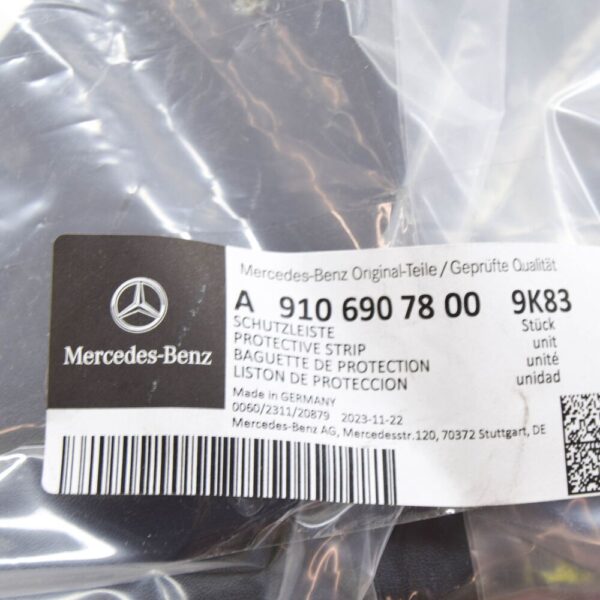 Mercedes-Benz
Mercedes-Benz Original-Teile/Geprüfte Qualität
A 910 690 78 00 9K83
SCHUTZLEISTE Stück
PROTECTIVE STRIP unit
BAGUETTE DE PROTECTION unité
LISTON DE PROTECCION unidad
Made in GERMANY
0060/2311/20879 2023-11-22
Mercedes-Benz AG, Mercedesstr.120, 70372 Stuttgart, DE